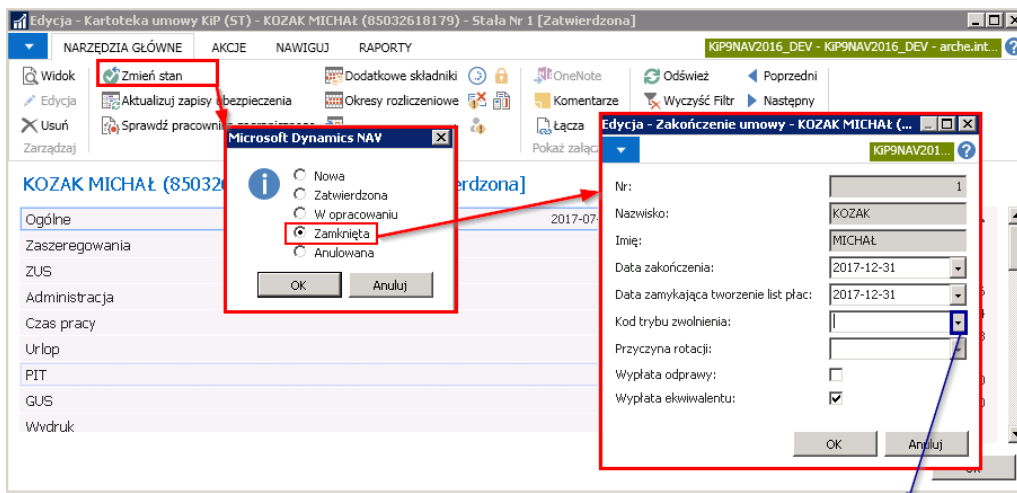 Edycja - Kartoteka umowy KiP (ST) - KOZAK MICHAŁ (85032618179) - Stała Nr 1 [Zatwierdzona]
NARZĘDZIA GŁÓWNE AKCJE NAWIGUJ RAPORTY KiP9NAV2016_DEV - KiP9NAV2016_DEV - arche.int...
Widok Zmień stan Dodatkowe składniki OneNote Odśwież Poprzedni
Edycja Aktualizuj zapisy ubezpieczenia Okresy rozliczeniowe Komentarze Wyczyść Filtr Następny
Usuń Sprawdź Łącza
Zarządzaj Pokaż
Microsoft Dynamics NAV
Nowa
Zatwierdzona
W opracowaniu
Zamknięta
Anulowana
OK Anuluj
KOZAK MICHAŁ (8503 rdzona]
Ogólne 2017-07-
Zaszeregowania
ZUS
Administracja
Czas pracy
Urlop
PIT
GUS
Wydruk
Edycja - Zakończenie umowy - KOZAK MICHAŁ (...
KiP9NAV201...
Nr: 1
Nazwisko: KOZAK
Imię: MICHAŁ
Data zakończenia: 2017-12-31
Data zamykająca tworzenie list płac: 2017-12-31
Kod trybu zwolnienia:
Przyczyna rotacji:
Wypłata odprawy:
Wypłata ekwiwalentu:
OK Anuluj